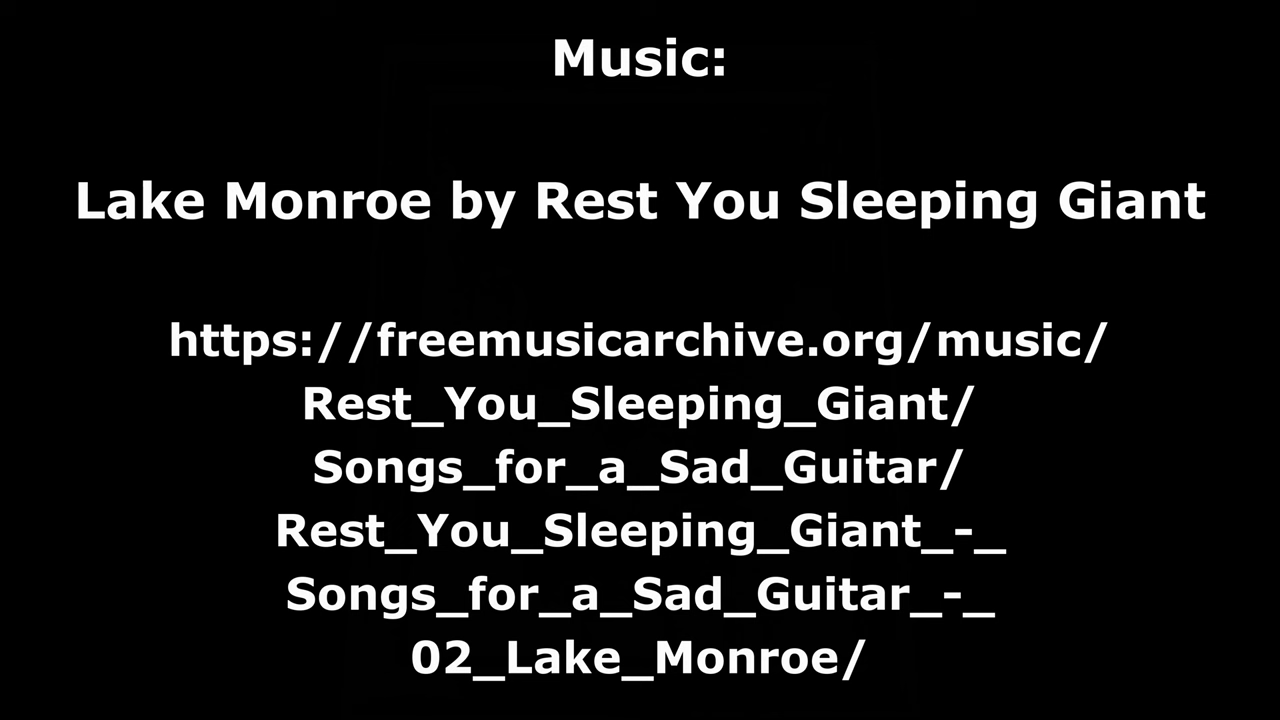 Music:
Lake Monroe by Rest You Sleeping Giant
https://freemusicarchive.org/music/
Rest_You_Sleeping_Giant/
Songs_for_a_Sad_Guitar/
Rest_You_Sleeping_Giant_-_
Songs_for_a_Sad_Guitar_-_
02_Lake_Monroe/